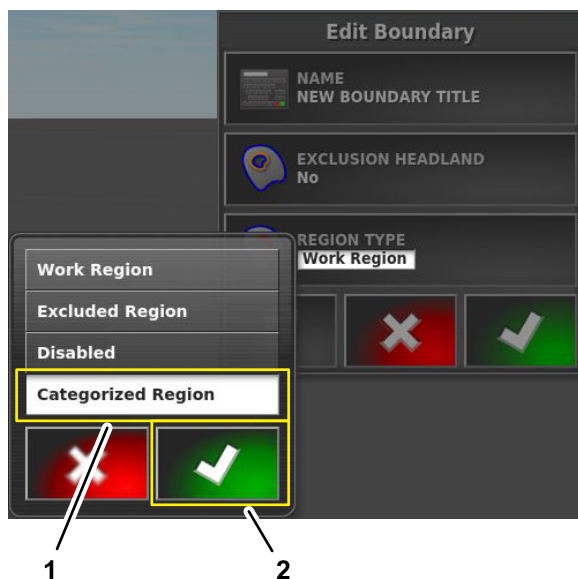 Edit Boundary
NAME
NEW BOUNDARY TITLE
EXCLUSION HEADLAND
No
REGION TYPE
Work Region
Work Region
Excluded Region
Disabled
Categorized Region
1
2